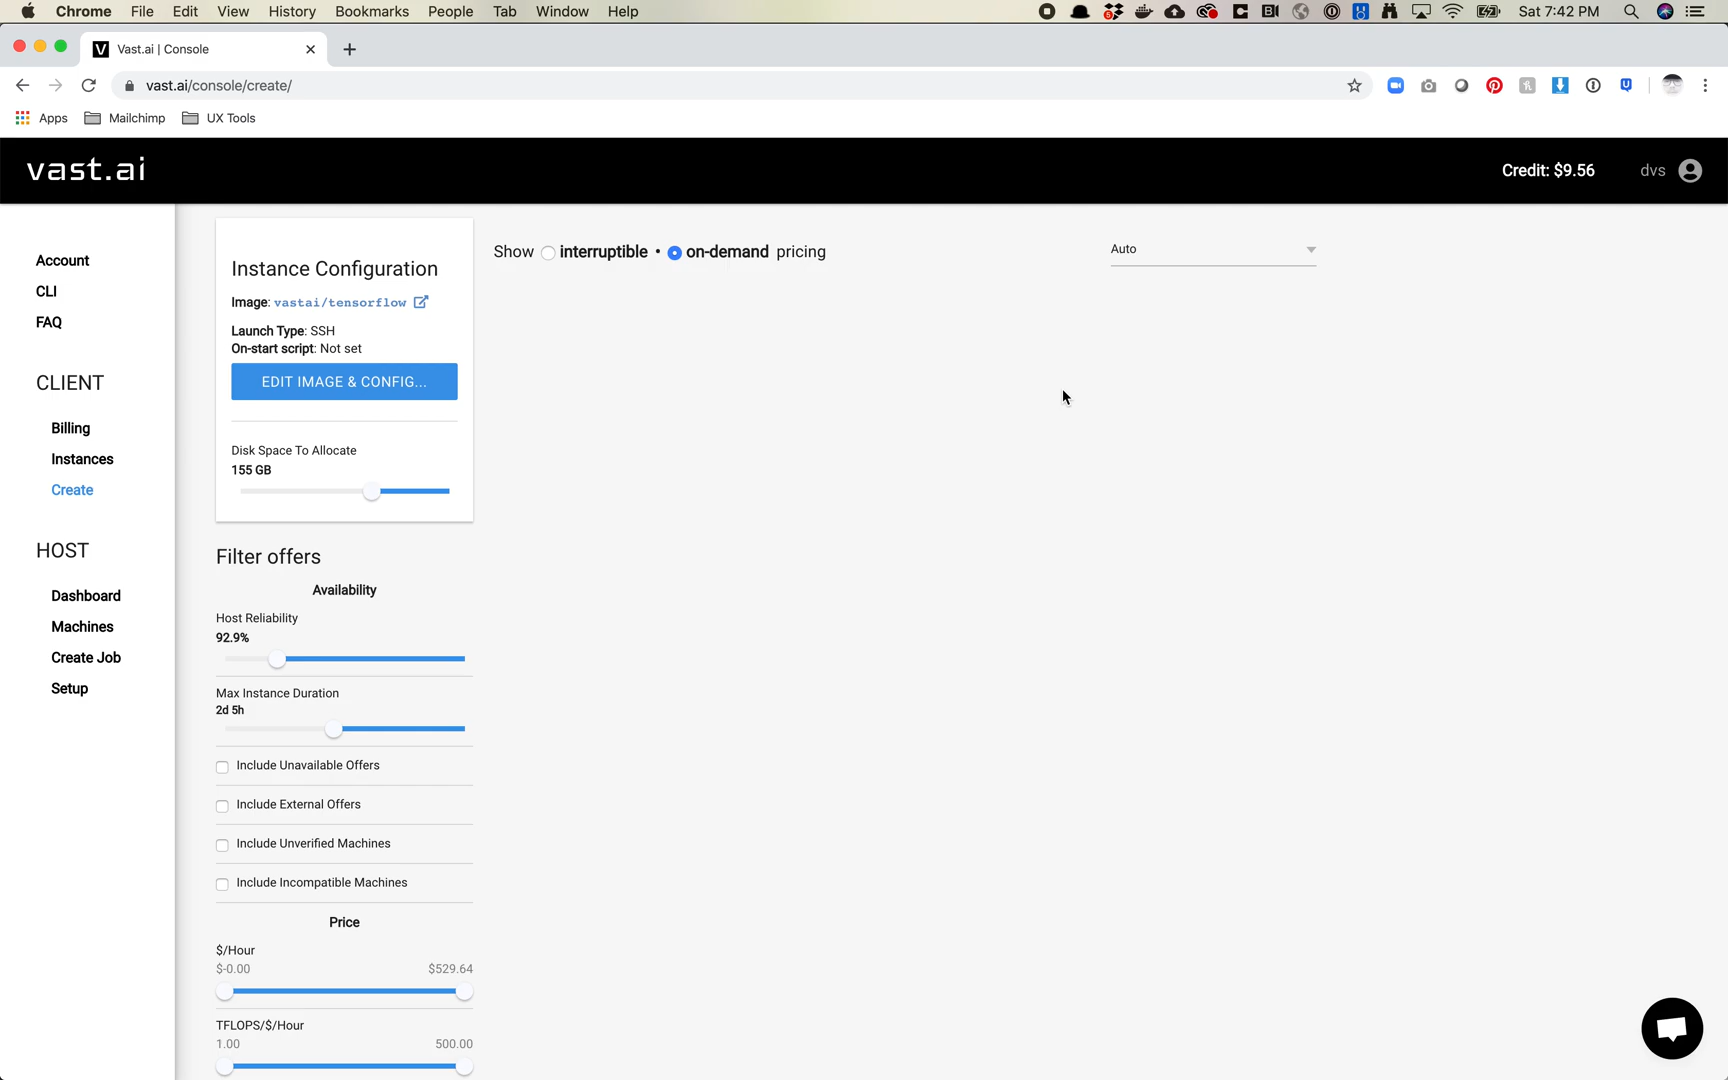 Chrome File Edit View History Bookmarks People Tab Window Help Sat 7:42 PM
Vast.ai | Console
vast.ai/console/create/
Apps Mailchimp UX Tools
vast.ai Credit: $9.56 dvs
Account
CLI
FAQ
CLIENT
Billing
Instances
Create
HOST
Dashboard
Machines
Create Job
Setup
Instance Configuration
Image: vastai/tensorflow
Launch Type: SSH
On-start script: Not set
EDIT IMAGE & CONFIG...
Disk Space To Allocate
155 GB
Filter offers
Availability
Host Reliability
92.9%
Max Instance Duration
2d 5h
Include Unavailable Offers
Include External Offers
Include Unverified Machines
Include Incompatible Machines
Price
$/Hour
$-0.00 $529.64
TFLOPS/$/Hour
1.00 500.00
Show interruptible • on-demand pricing
Auto